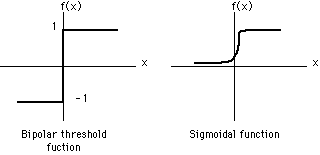 f(x)
f(x)
1
x
x
- 1
Bipolar threshold
fuction
Sigmoidal function